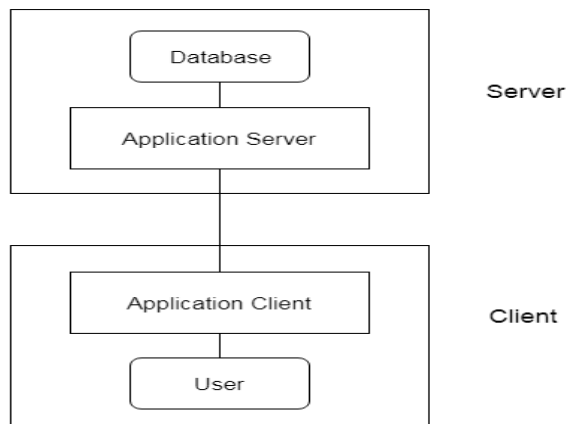 Database
Server
Application Server
Application Client
Client
User